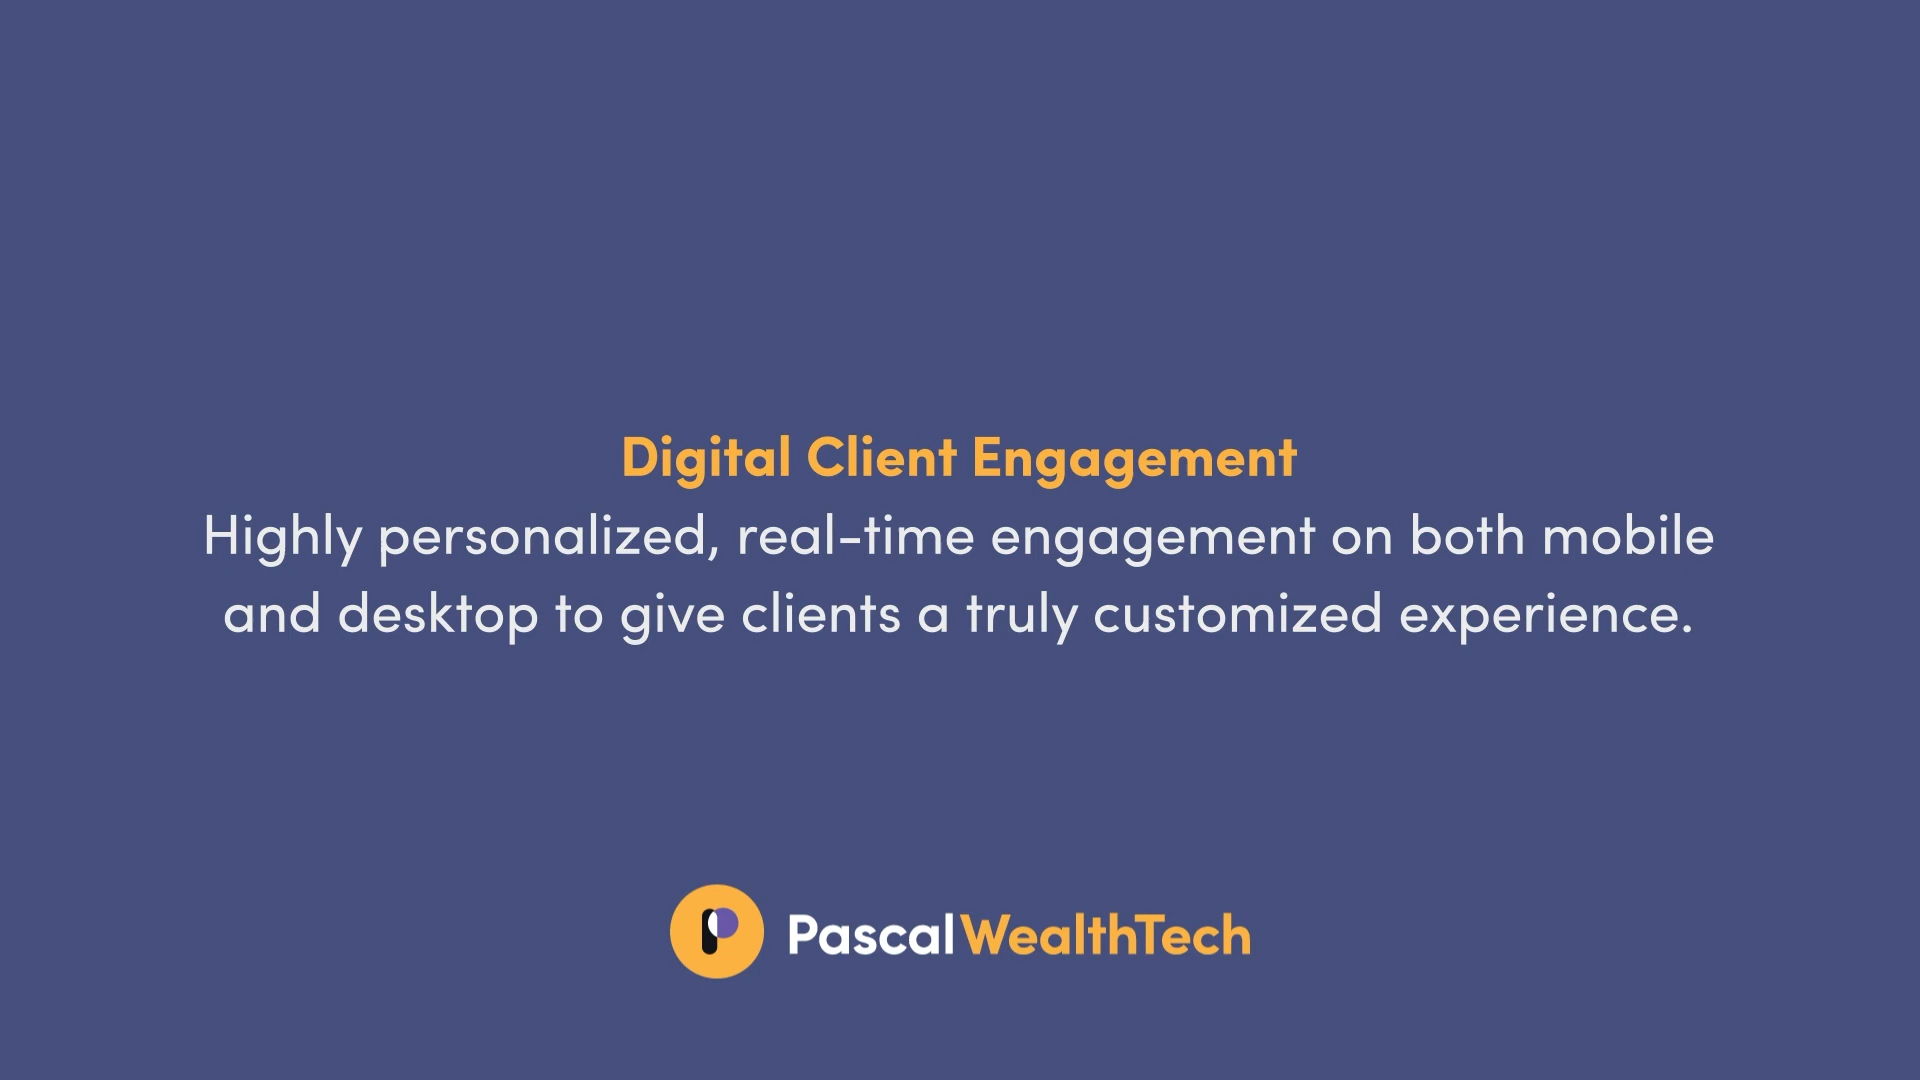 Digital Client Engagement
Highly personalized, real-time engagement on both mobile
and desktop to give clients a truly customized experience.
PascalWealthTech